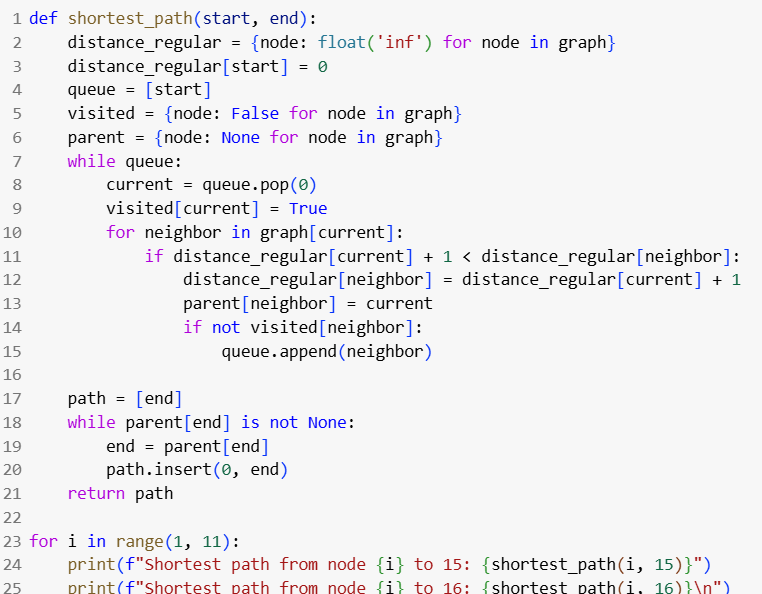 1 def shortest_path(start, end):
2     distance_regular = {node: float('inf') for node in graph}
3     distance_regular[start] = 0
4     queue = [start]
5     visited = {node: False for node in graph}
6     parent = {node: None for node in graph}
7     while queue:
8         current = queue.pop(0)
9         visited[current] = True
10         for neighbor in graph[current]:
11             if distance_regular[current] + 1 < distance_regular[neighbor]:
12                 distance_regular[neighbor] = distance_regular[current] + 1
13                 parent[neighbor] = current
14                 if not visited[neighbor]:
15                     queue.append(neighbor)
16
17     path = [end]
18     while parent[end] is not None:
19         end = parent[end]
20         path.insert(0, end)
21     return path
22
23 for i in range(1, 11):
24     print(f"Shortest path from node {i} to 15: {shortest_path(i, 15)}")
25     print(f"Shortest path from node {i} to 16: {shortest_path(i, 16)}\n")